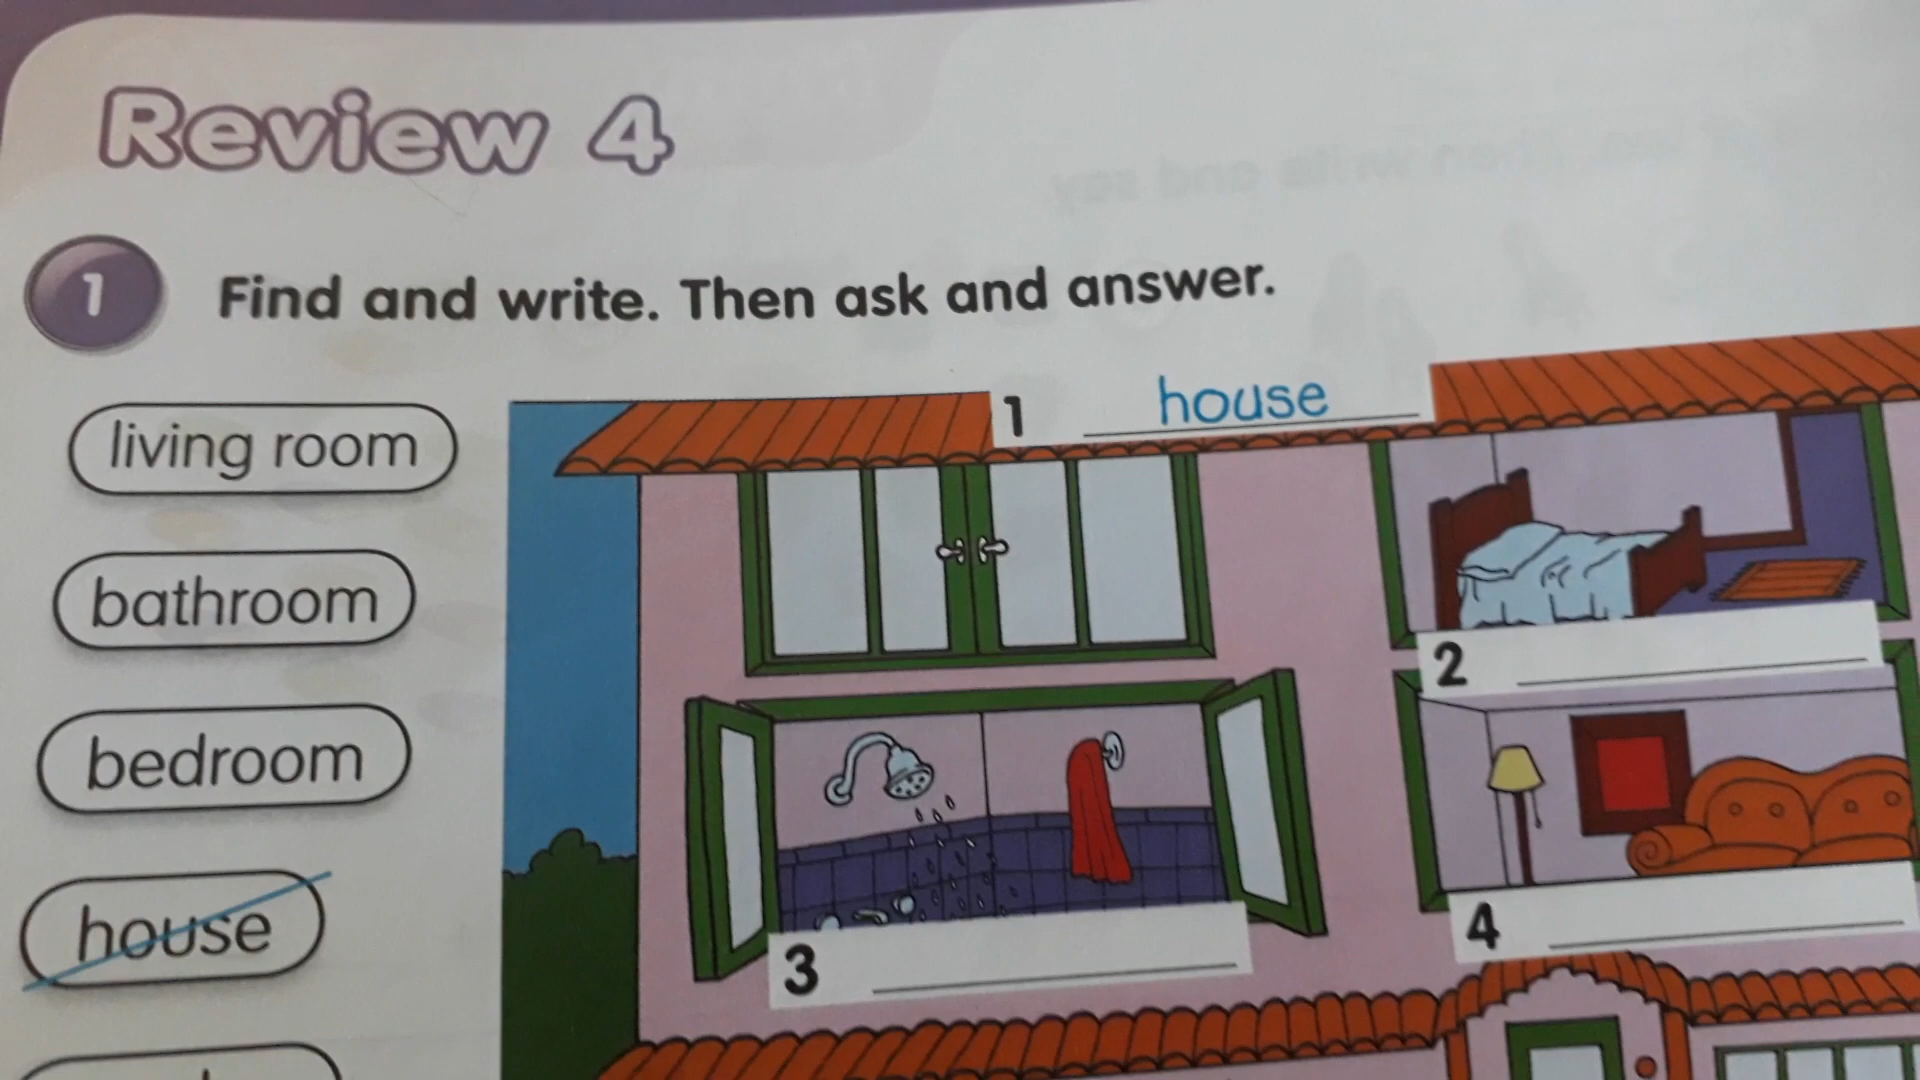 Review 4
1 Find and write. Then ask and answer.
living room
bathroom
bedroom
house
1 house
2
3
4